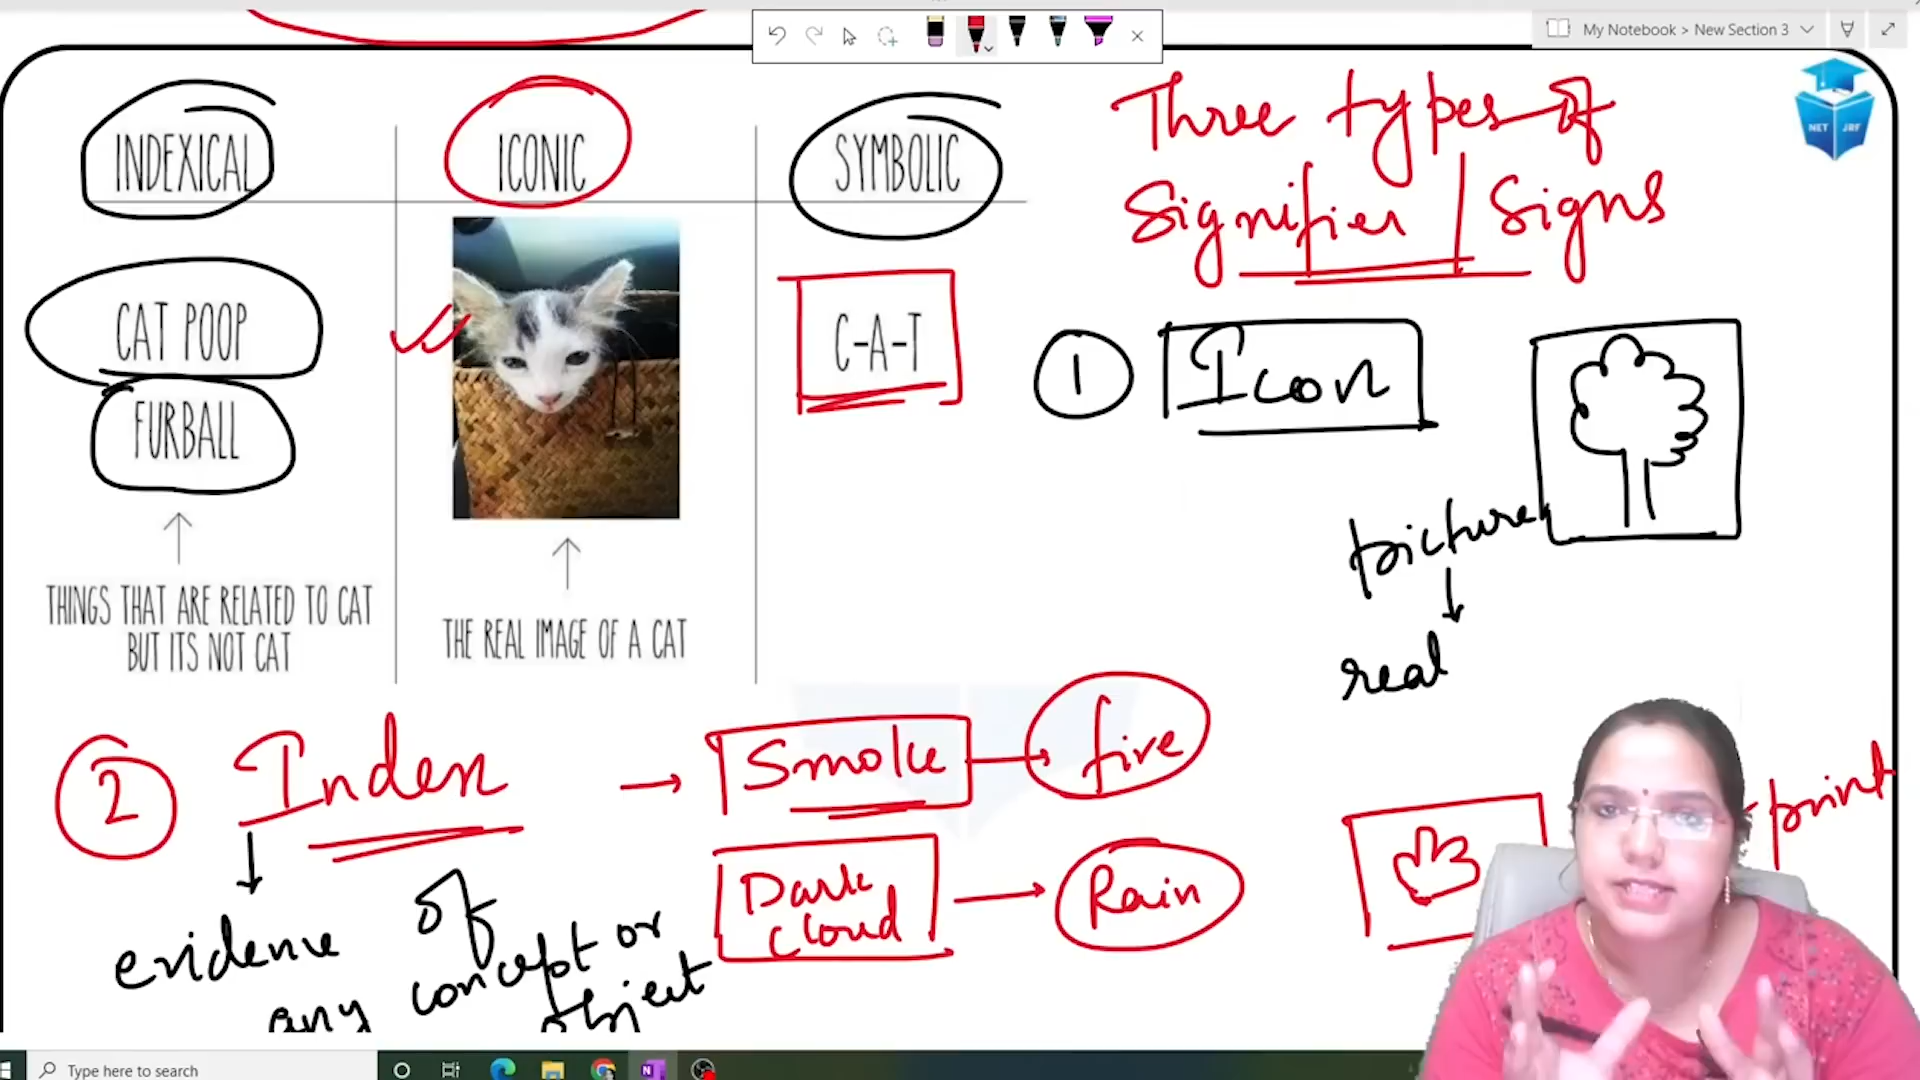 My Notebook > New Section 3
INDEXICAL
ICONIC
SYMBOLIC
CAT POOP
FURBALL
C-A-T
THINGS THAT ARE RELATED TO CAT
BUT ITS NOT CAT
THE REAL IMAGE OF A CAT
Three types of
Signifier / Signs
NET JRF
1 Icon
picture
real
2 Index → Smoke → fire
Dark
cloud → Rain
print
evidence of
any concept or
object
Type here to search